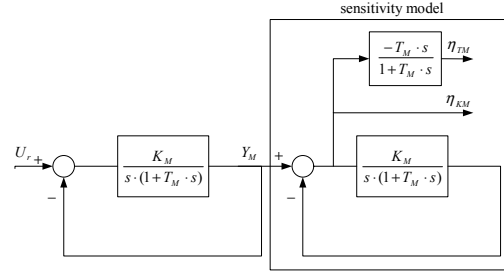 sensitivity model
−T_M · s
1 + T_M · s
η_TM
η_KM
U_r
+
−
K_M
s · (1 + T_M · s)
Y_M
+
−
K_M
s · (1 + T_M · s)